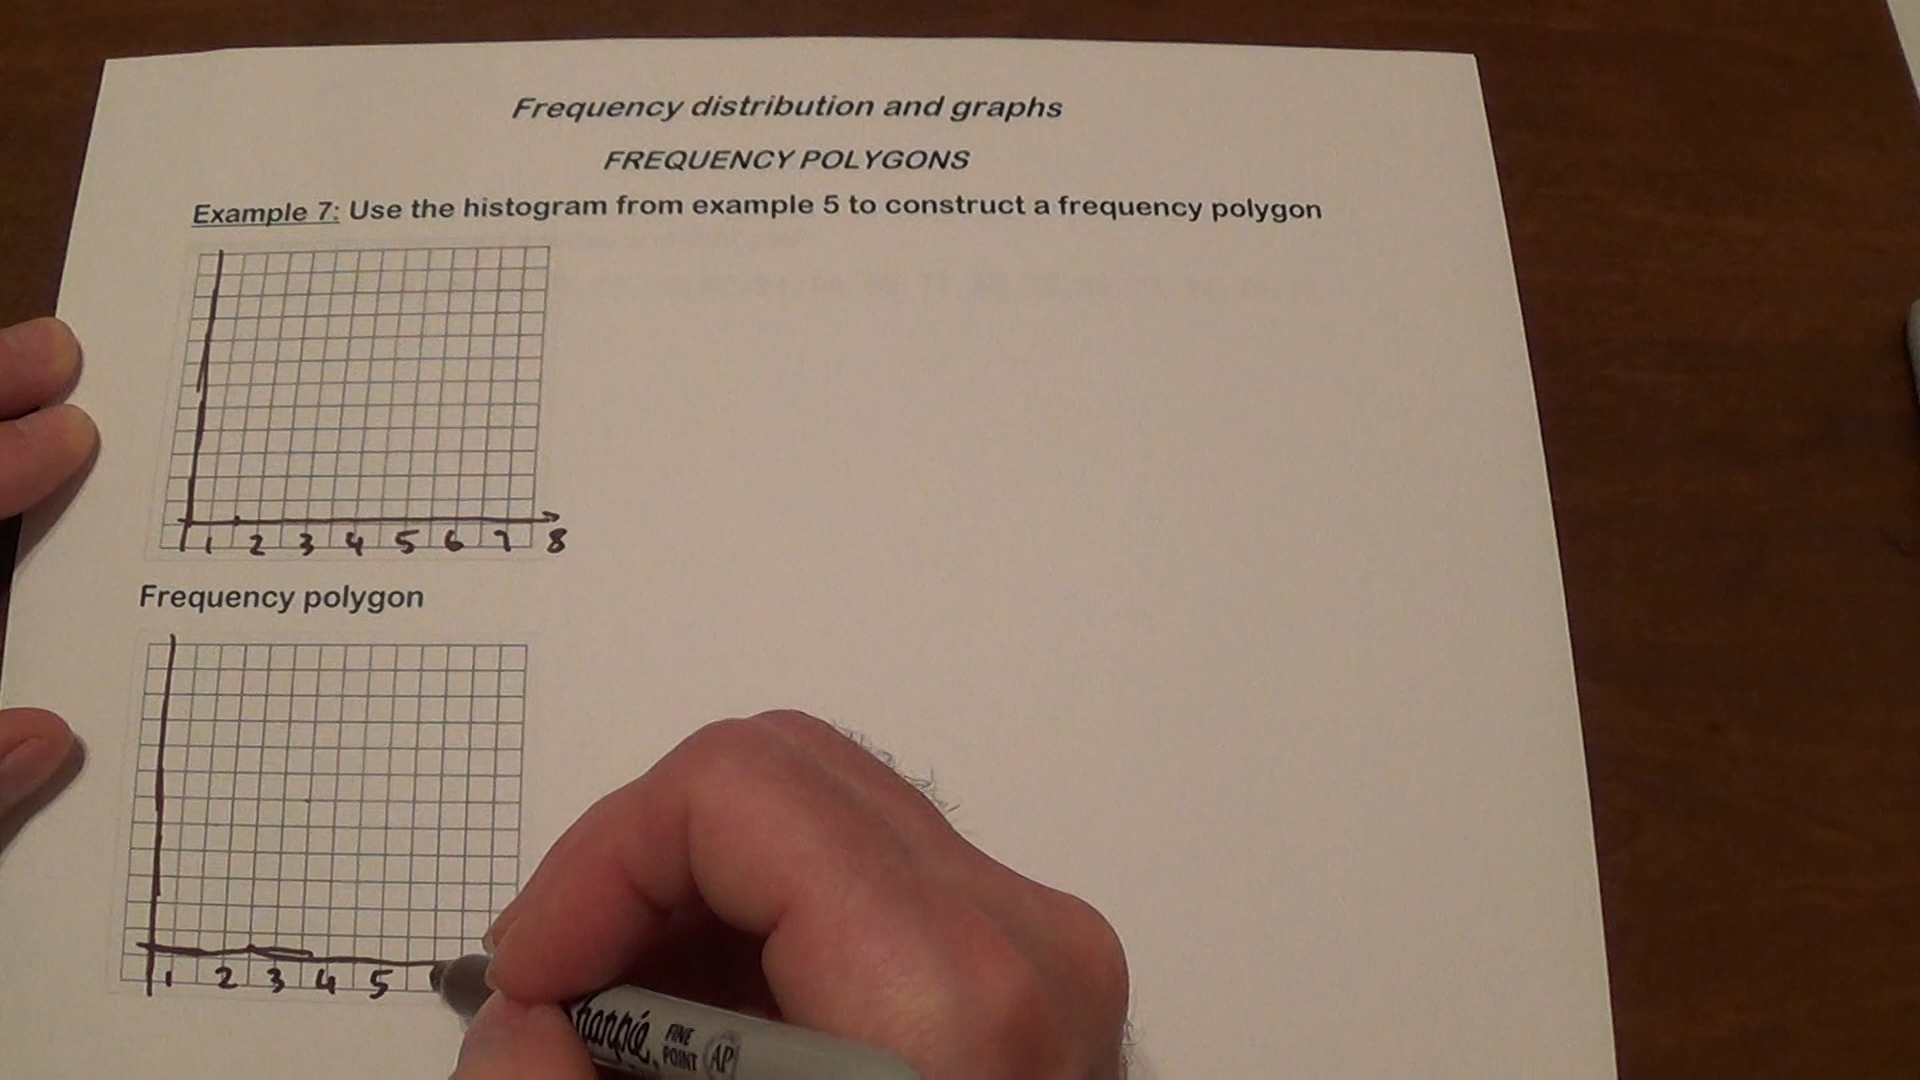 Frequency distribution and graphs
FREQUENCY POLYGONS
Example 7: Use the histogram from example 5 to construct a frequency polygon
1 2 3 4 5 6 7 8
Frequency polygon
1 2 3 4 5
Sharpie. FINE POINT AP